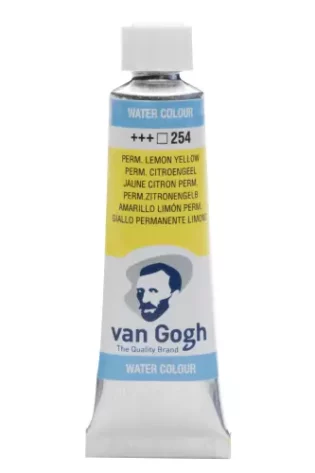 WATER COLOUR
+++ □ 254
PERM. LEMON YELLOW
PERM. CITROENGEEL
JAUNE CITRON PERM.
PERM.ZITRONENGELB
AMARILLO LIMÓN PERM.
GIALLO PERMANENTE LIMONE
van Gogh
The Quality Brand
WATER COLOUR